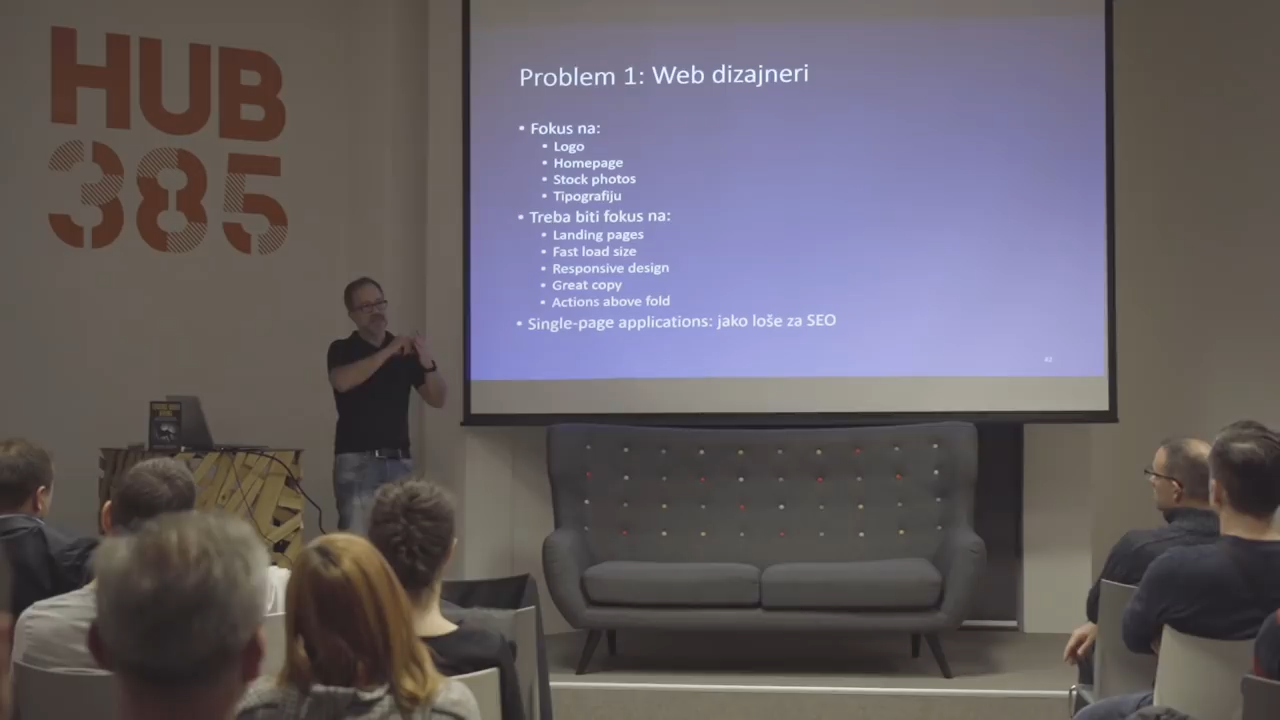 HUB
385
Problem 1: Web dizajneri
• Fokus na:
• Logo
• Homepage
• Stock photos
• Tipografiju
• Treba biti fokus na:
• Landing pages
• Fast load size
• Responsive design
• Great copy
• Actions above fold
• Single-page applications: jako loše za SEO